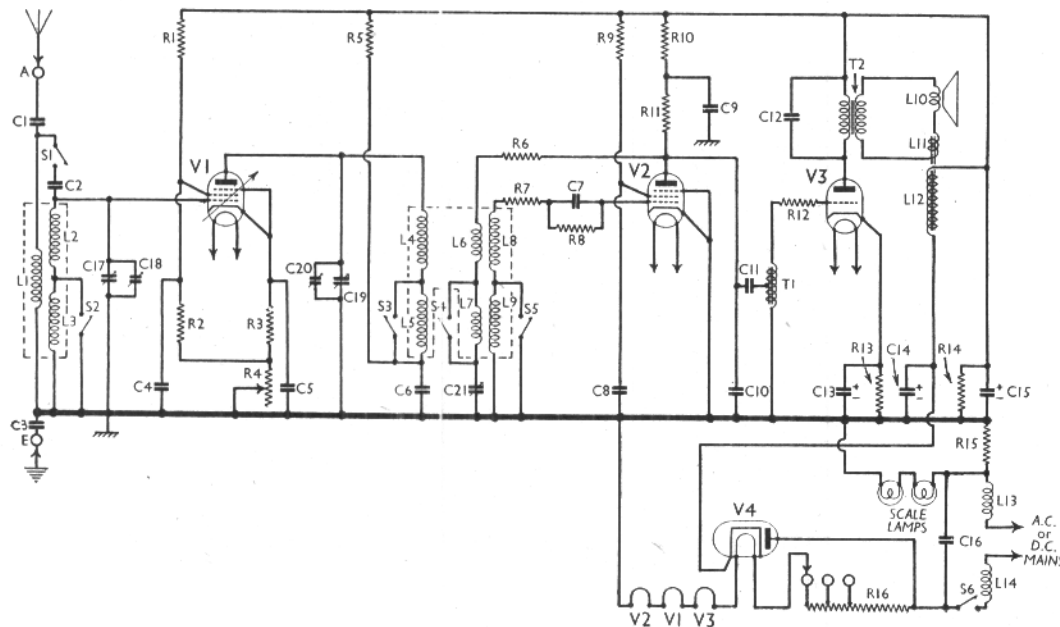 R1
R5
R9
R10
T2
A
C1
S1
C2
V1
R6
R11
C9
C12
L10
L11
V2
V3
R7
C7
R8
R12
L12
L2
L1
L3
S2
C17
C18
C20
C19
L4
L6
L8
C11
T1
R2
R3
S3
L5
S4
L7
L9
S5
R4
C4
C5
C6
C21
C8
C10
C13
R13
C14
R14
C15
C3
E
R15
SCALE
LAMPS
L13
V4
C16
A.C.
or
D.C.
MAINS
L14
S6
R16
V2 V1 V3